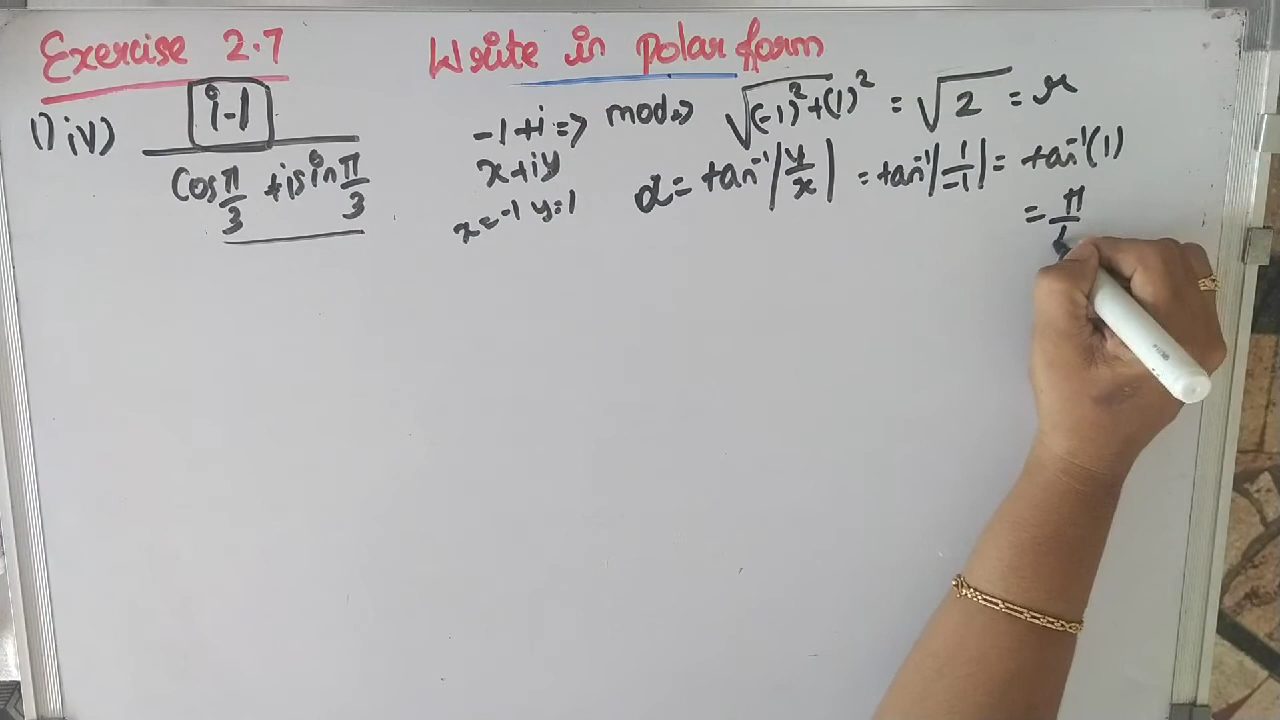 Exercise 2.7
Write in polar form
1) iv) i-1 / cos π/3 + i sin π/3
-1+i => mod→ √(-1)²+(1)² = √2 = r
x+iy
x=-1 y=1
α = tan⁻¹|y/x| = tan⁻¹|1/-1| = tan⁻¹(1)
= π/